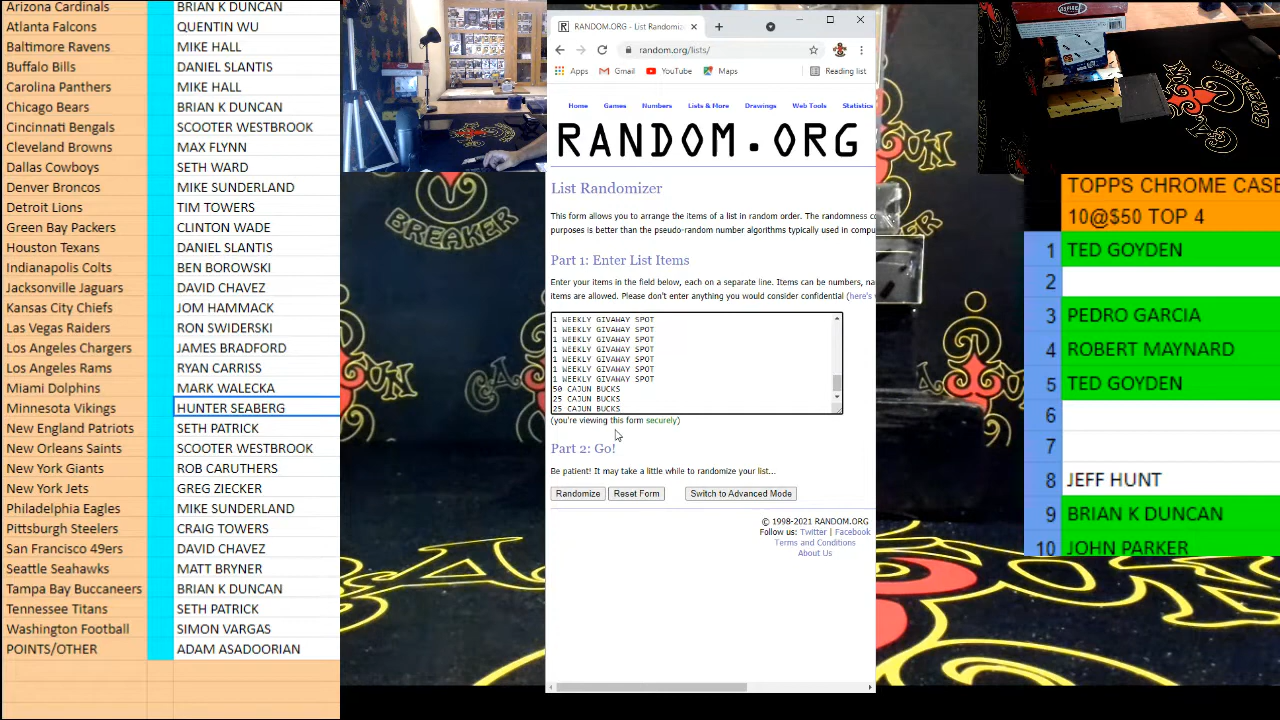 Arizona Cardinals BRIAN K DUNCAN
Atlanta Falcons QUENTIN WU
Baltimore Ravens MIKE HALL
Buffalo Bills DANIEL SLANTIS
Carolina Panthers MIKE HALL
Chicago Bears BRIAN K DUNCAN
Cincinnati Bengals SCOOTER WESTBROOK
Cleveland Browns MAX FLYNN
Dallas Cowboys SETH WARD
Denver Broncos MIKE SUNDERLAND
Detroit Lions TIM TOWERS
Green Bay Packers CLINTON WADE
Houston Texans DANIEL SLANTIS
Indianapolis Colts BEN BOROWSKI
Jacksonville Jaguars DAVID CHAVEZ
Kansas City Chiefs JOM HAMMACK
Las Vegas Raiders RON SWIDERSKI
Los Angeles Chargers JAMES BRADFORD
Los Angeles Rams RYAN CARRISS
Miami Dolphins MARK WALECKA
Minnesota Vikings HUNTER SEABERG
New England Patriots SETH PATRICK
New Orleans Saints SCOOTER WESTBROOK
New York Giants ROB CARUTHERS
New York Jets GREG ZIECKER
Philadelphia Eagles MIKE SUNDERLAND
Pittsburgh Steelers CRAIG TOWERS
San Francisco 49ers DAVID CHAVEZ
Seattle Seahawks MATT BRYNER
Tampa Bay Buccaneers BRIAN K DUNCAN
Tennessee Titans SETH PATRICK
Washington Football SIMON VARGAS
POINTS/OTHER ADAM ASADOORIAN
BREAKER
RANDOM.ORG - List Randomiz
random.org/lists/
Apps Gmail YouTube Maps Reading list
Home Games Numbers Lists & More Drawings Web Tools Statistics
RANDOM.ORG
List Randomizer
This form allows you to arrange the items of a list in random order. The randomness c
purposes is better than the pseudo-random number algorithms typically used in compu
Part 1: Enter List Items
Enter your items in the field below, each on a separate line. Items can be numbers, na
items are allowed. Please don't enter anything you would consider confidential (here's
1 WEEKLY GIVAWAY SPOT
1 WEEKLY GIVAWAY SPOT
1 WEEKLY GIVAWAY SPOT
1 WEEKLY GIVAWAY SPOT
1 WEEKLY GIVAWAY SPOT
1 WEEKLY GIVAWAY SPOT
1 WEEKLY GIVAWAY SPOT
50 CAJUN BUCKS
25 CAJUN BUCKS
25 CAJUN BUCKS
(you're viewing this form securely)
Part 2: Go!
Be patient! It may take a little while to randomize your list...
Randomize Reset Form Switch to Advanced Mode
© 1998-2021 RANDOM.ORG
Follow us: Twitter | Facebook
Terms and Conditions
About Us
TOPPS CHROME CASE
10@$50 TOP 4
1 TED GOYDEN
2
3 PEDRO GARCIA
4 ROBERT MAYNARD
5 TED GOYDEN
6
7
8 JEFF HUNT
9 BRIAN K DUNCAN
10 JOHN PARKER